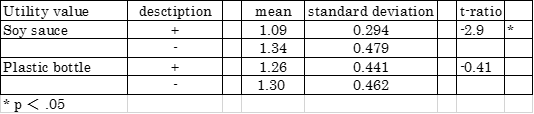 Utility value desctiption mean standard deviation t-ratio
Soy sauce + 1.09 0.294 -2.9 *
- 1.34 0.479
Plastic bottle + 1.26 0.441 -0.41
- 1.30 0.462
* p < .05